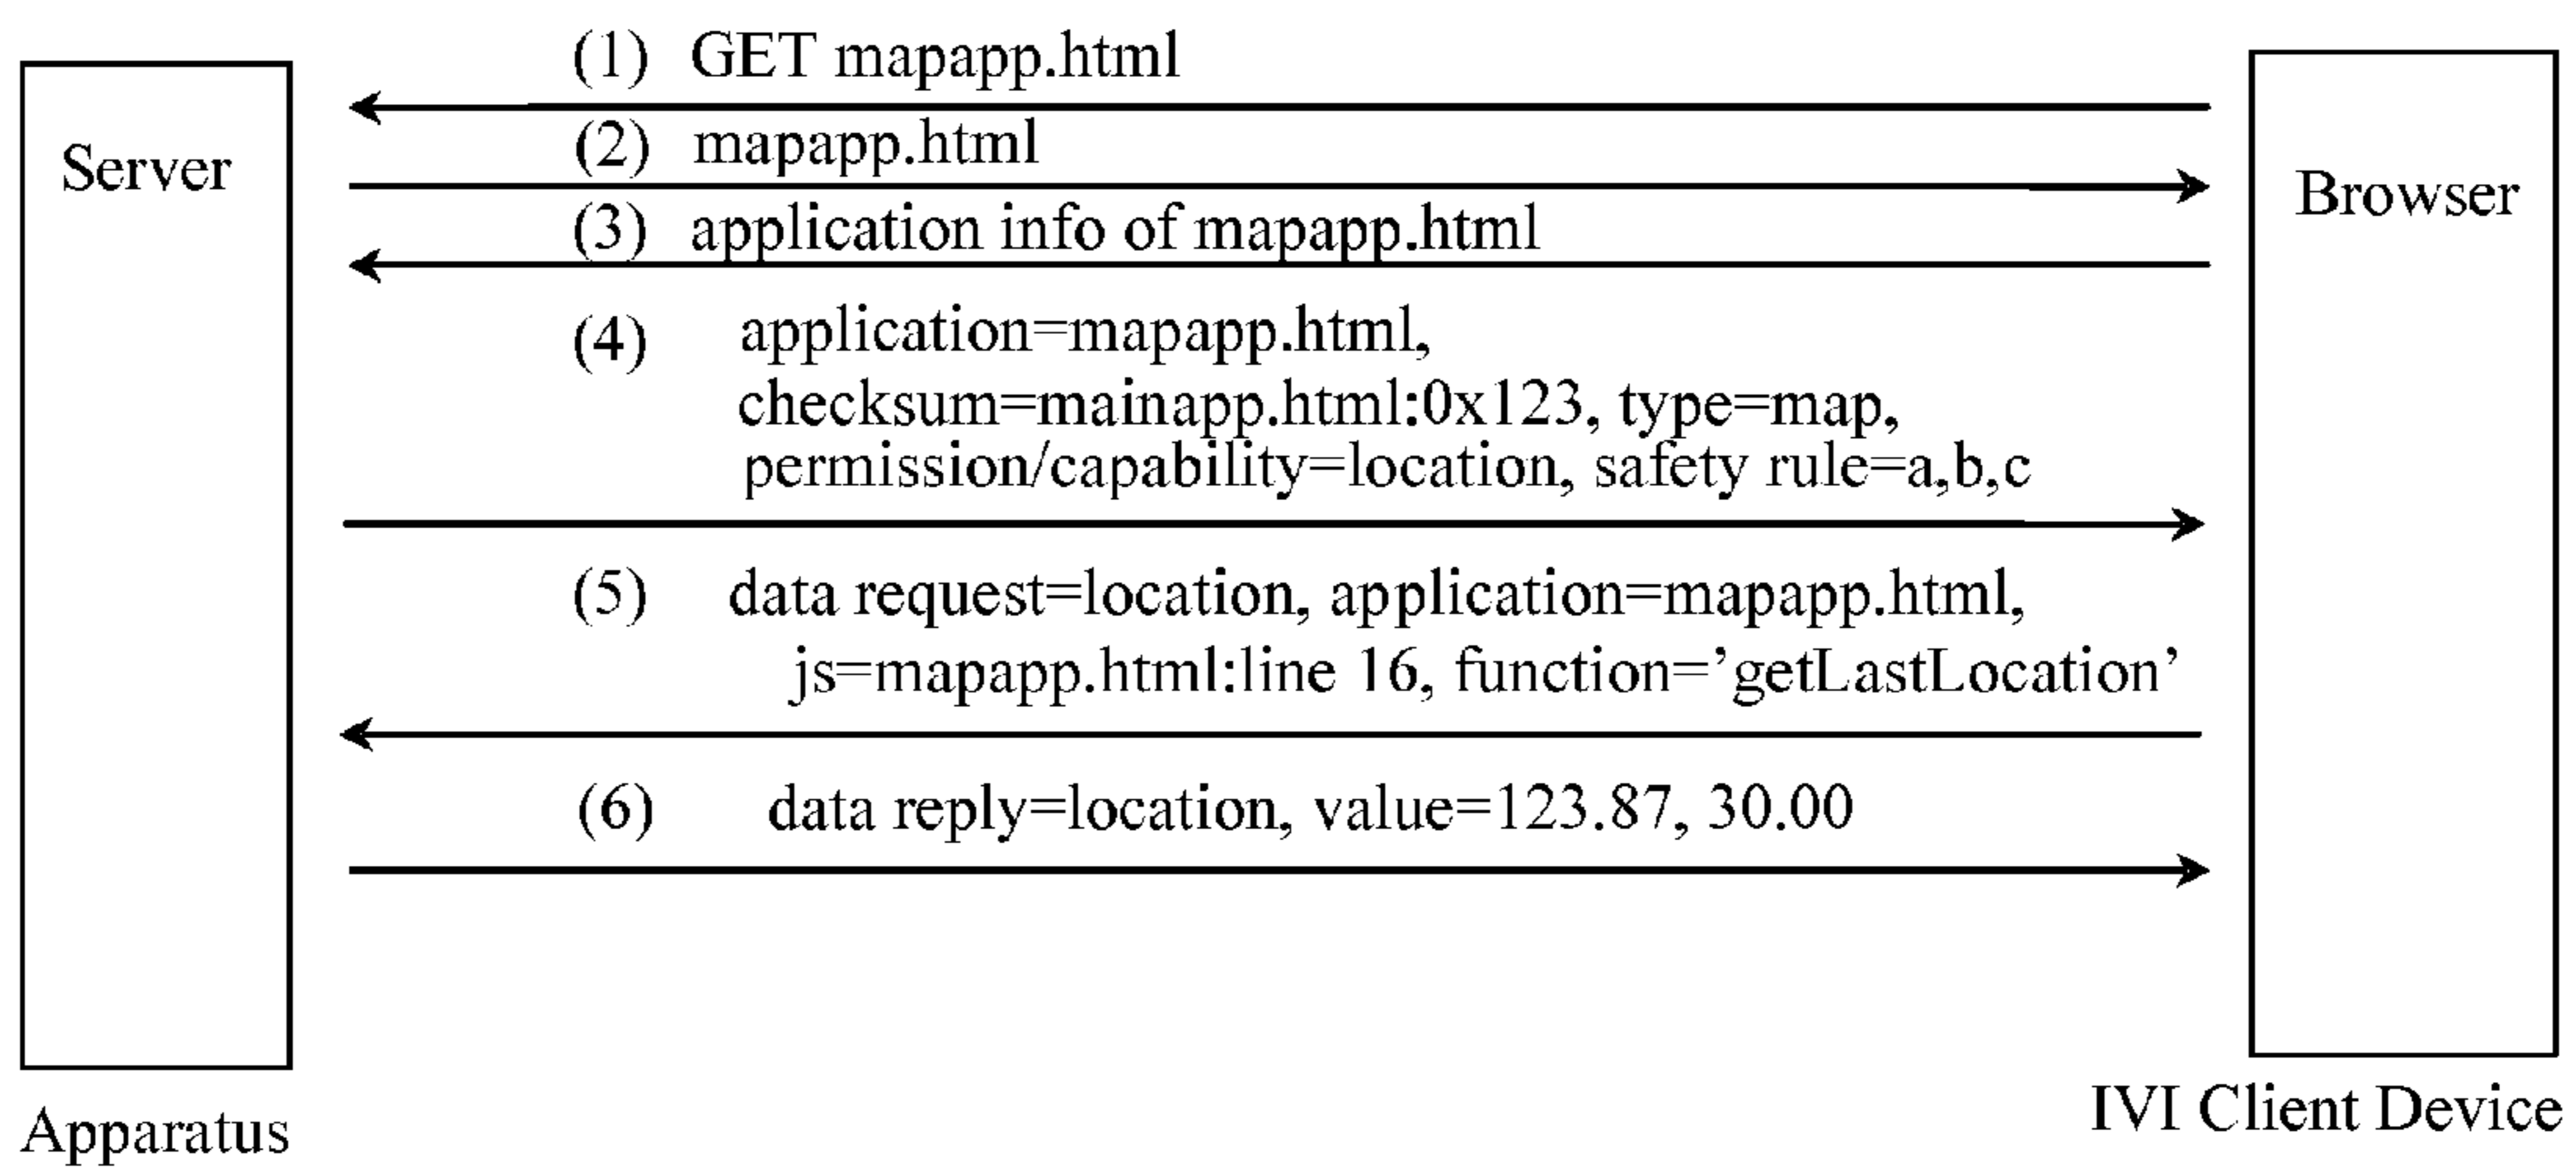 (1) GET mapapp.html
Server
(2) mapapp.html
Browser
(3) application info of mapapp.html
(4) application=mapapp.html,
checksum=mainapp.html:0x123, type=map,
permission/capability=location, safety rule=a,b,c
(5) data request=location, application=mapapp.html,
js=mapapp.html:line 16, function=’getLastLocation’
(6) data reply=location, value=123.87, 30.00
Apparatus
IVI Client Device